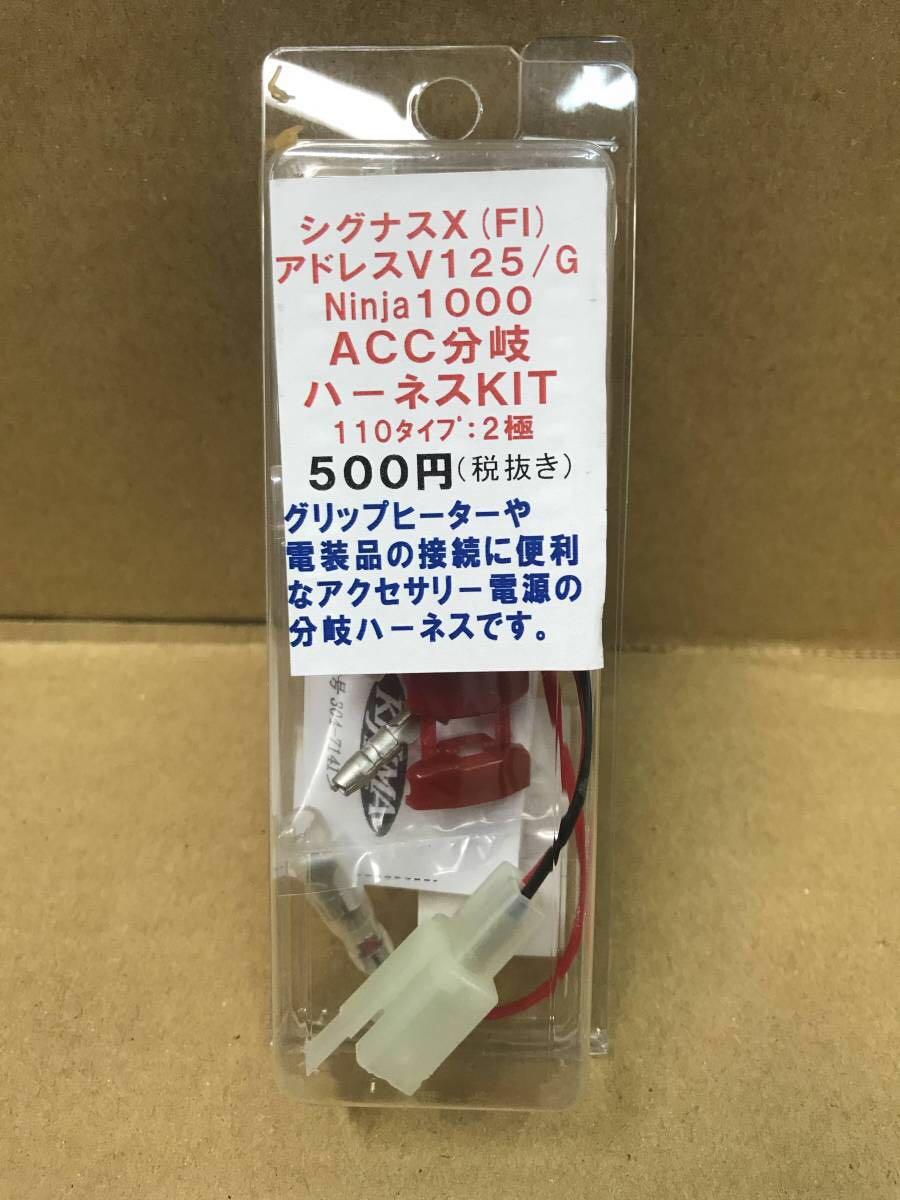 シグナスX(FI)
アドレスV125/G
Ninja1000
ACC分岐
ハーネスKIT
110タイプ:2極
500円(税抜き)
グリップヒーターや
電装品の接続に便利
なアクセサリー電源の
分岐ハーネスです。
号-304-7141